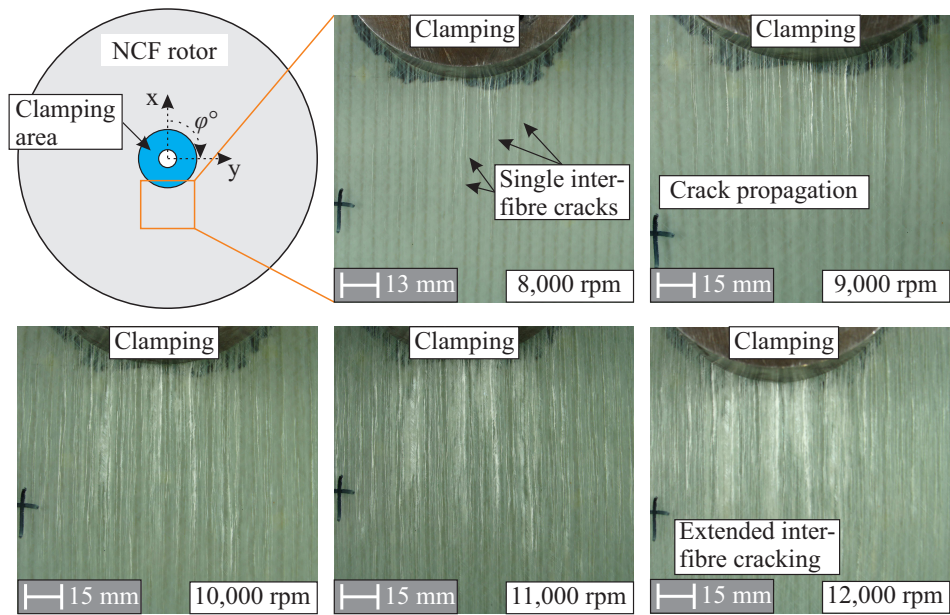 NCF rotor
Clamping
area
x
φ°
y
Clamping
Single inter-
fibre cracks
13 mm
8,000 rpm
Clamping
Crack propagation
15 mm
9,000 rpm
Clamping
15 mm
10,000 rpm
Clamping
15 mm
11,000 rpm
Clamping
Extended inter-
fibre cracking
15 mm
12,000 rpm